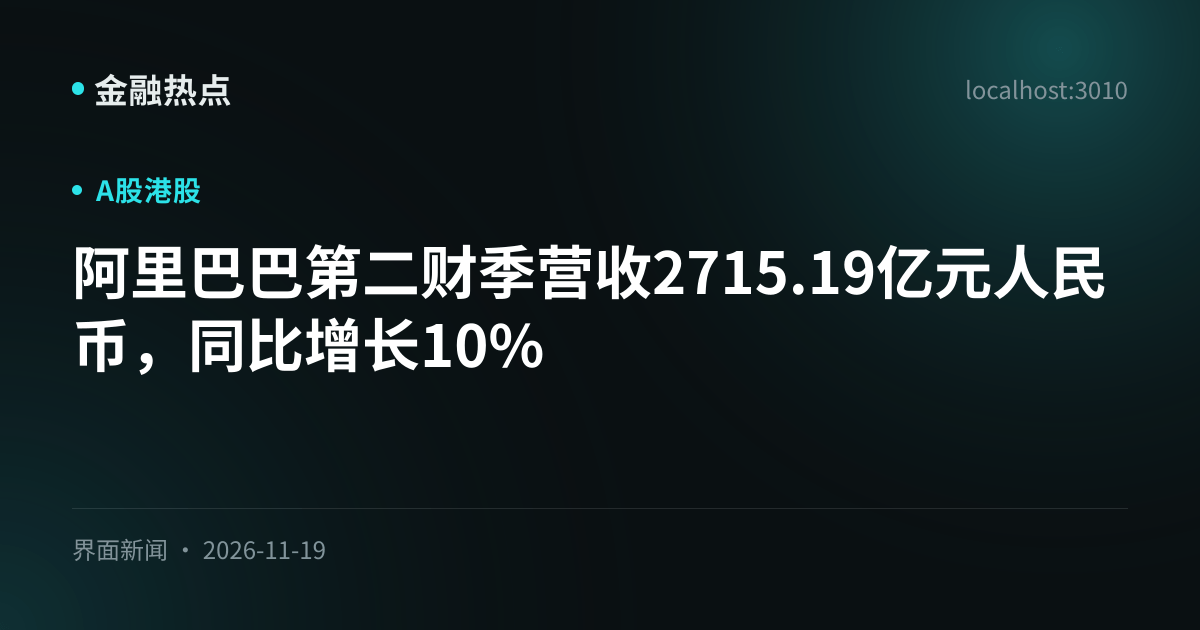 金融热点
localhost:3010
A股港股
阿里巴巴第二财季营收2715.19亿元人民
币，同比增长10%
界面新闻 · 2026-11-19